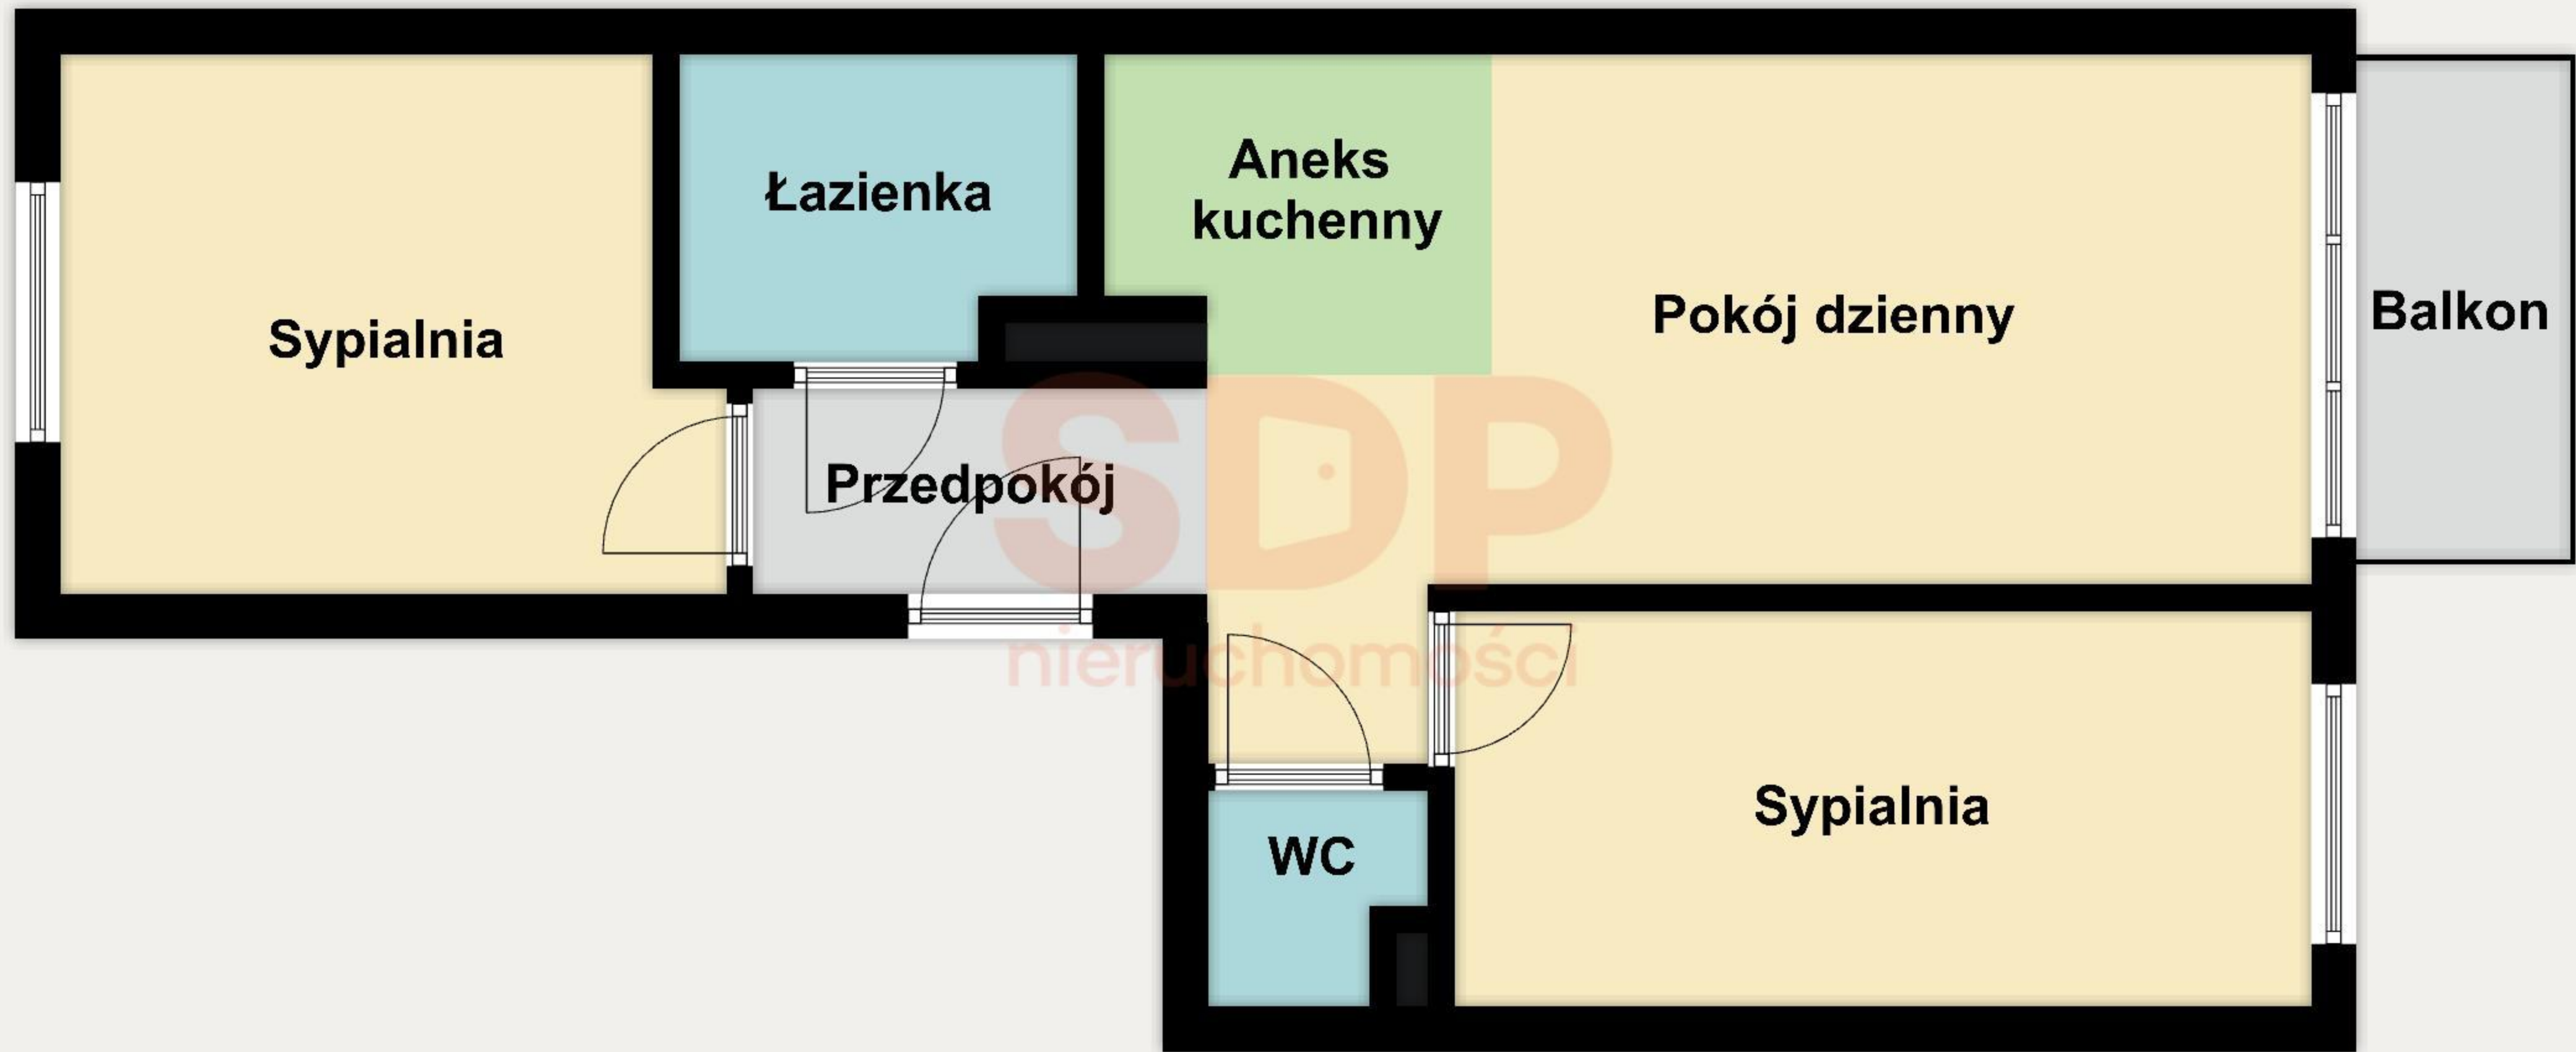 Sypialnia
Łazienka
Aneks
kuchenny
Pokój dzienny
Balkon
Przedpokój
SDP
nieruchomości
WC
Sypialnia